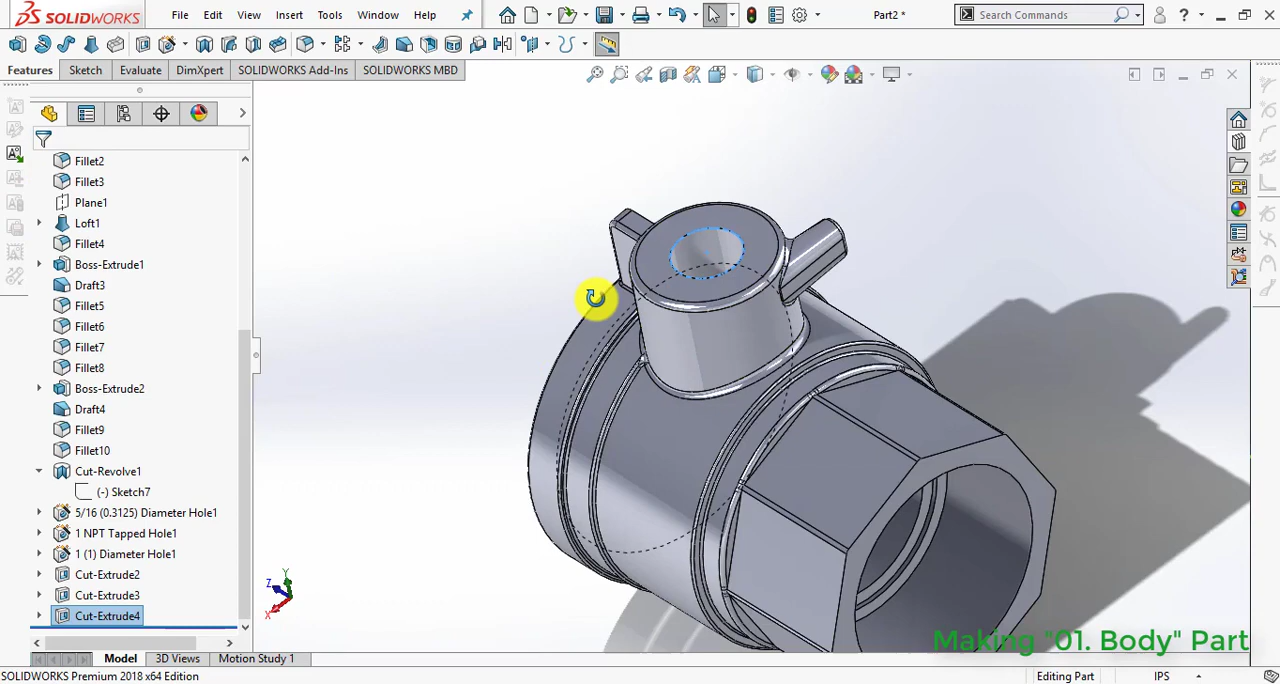 SOLIDWORKS File Edit View Insert Tools Window Help Part2 * Search Commands ?
Features Sketch Evaluate DimXpert SOLIDWORKS Add-Ins SOLIDWORKS MBD
Fillet2
Fillet3
Plane1
Loft1
Fillet4
Boss-Extrude1
Draft3
Fillet5
Fillet6
Fillet7
Fillet8
Boss-Extrude2
Draft4
Fillet9
Fillet10
Cut-Revolve1
(-) Sketch7
5/16 (0.3125) Diameter Hole1
1 NPT Tapped Hole1
1 (1) Diameter Hole1
Cut-Extrude2
Cut-Extrude3
Cut-Extrude4
Y
Z
X
Making "01. Body" Part
Model 3D Views Motion Study 1
SOLIDWORKS Premium 2018 x64 Edition Editing Part IPS